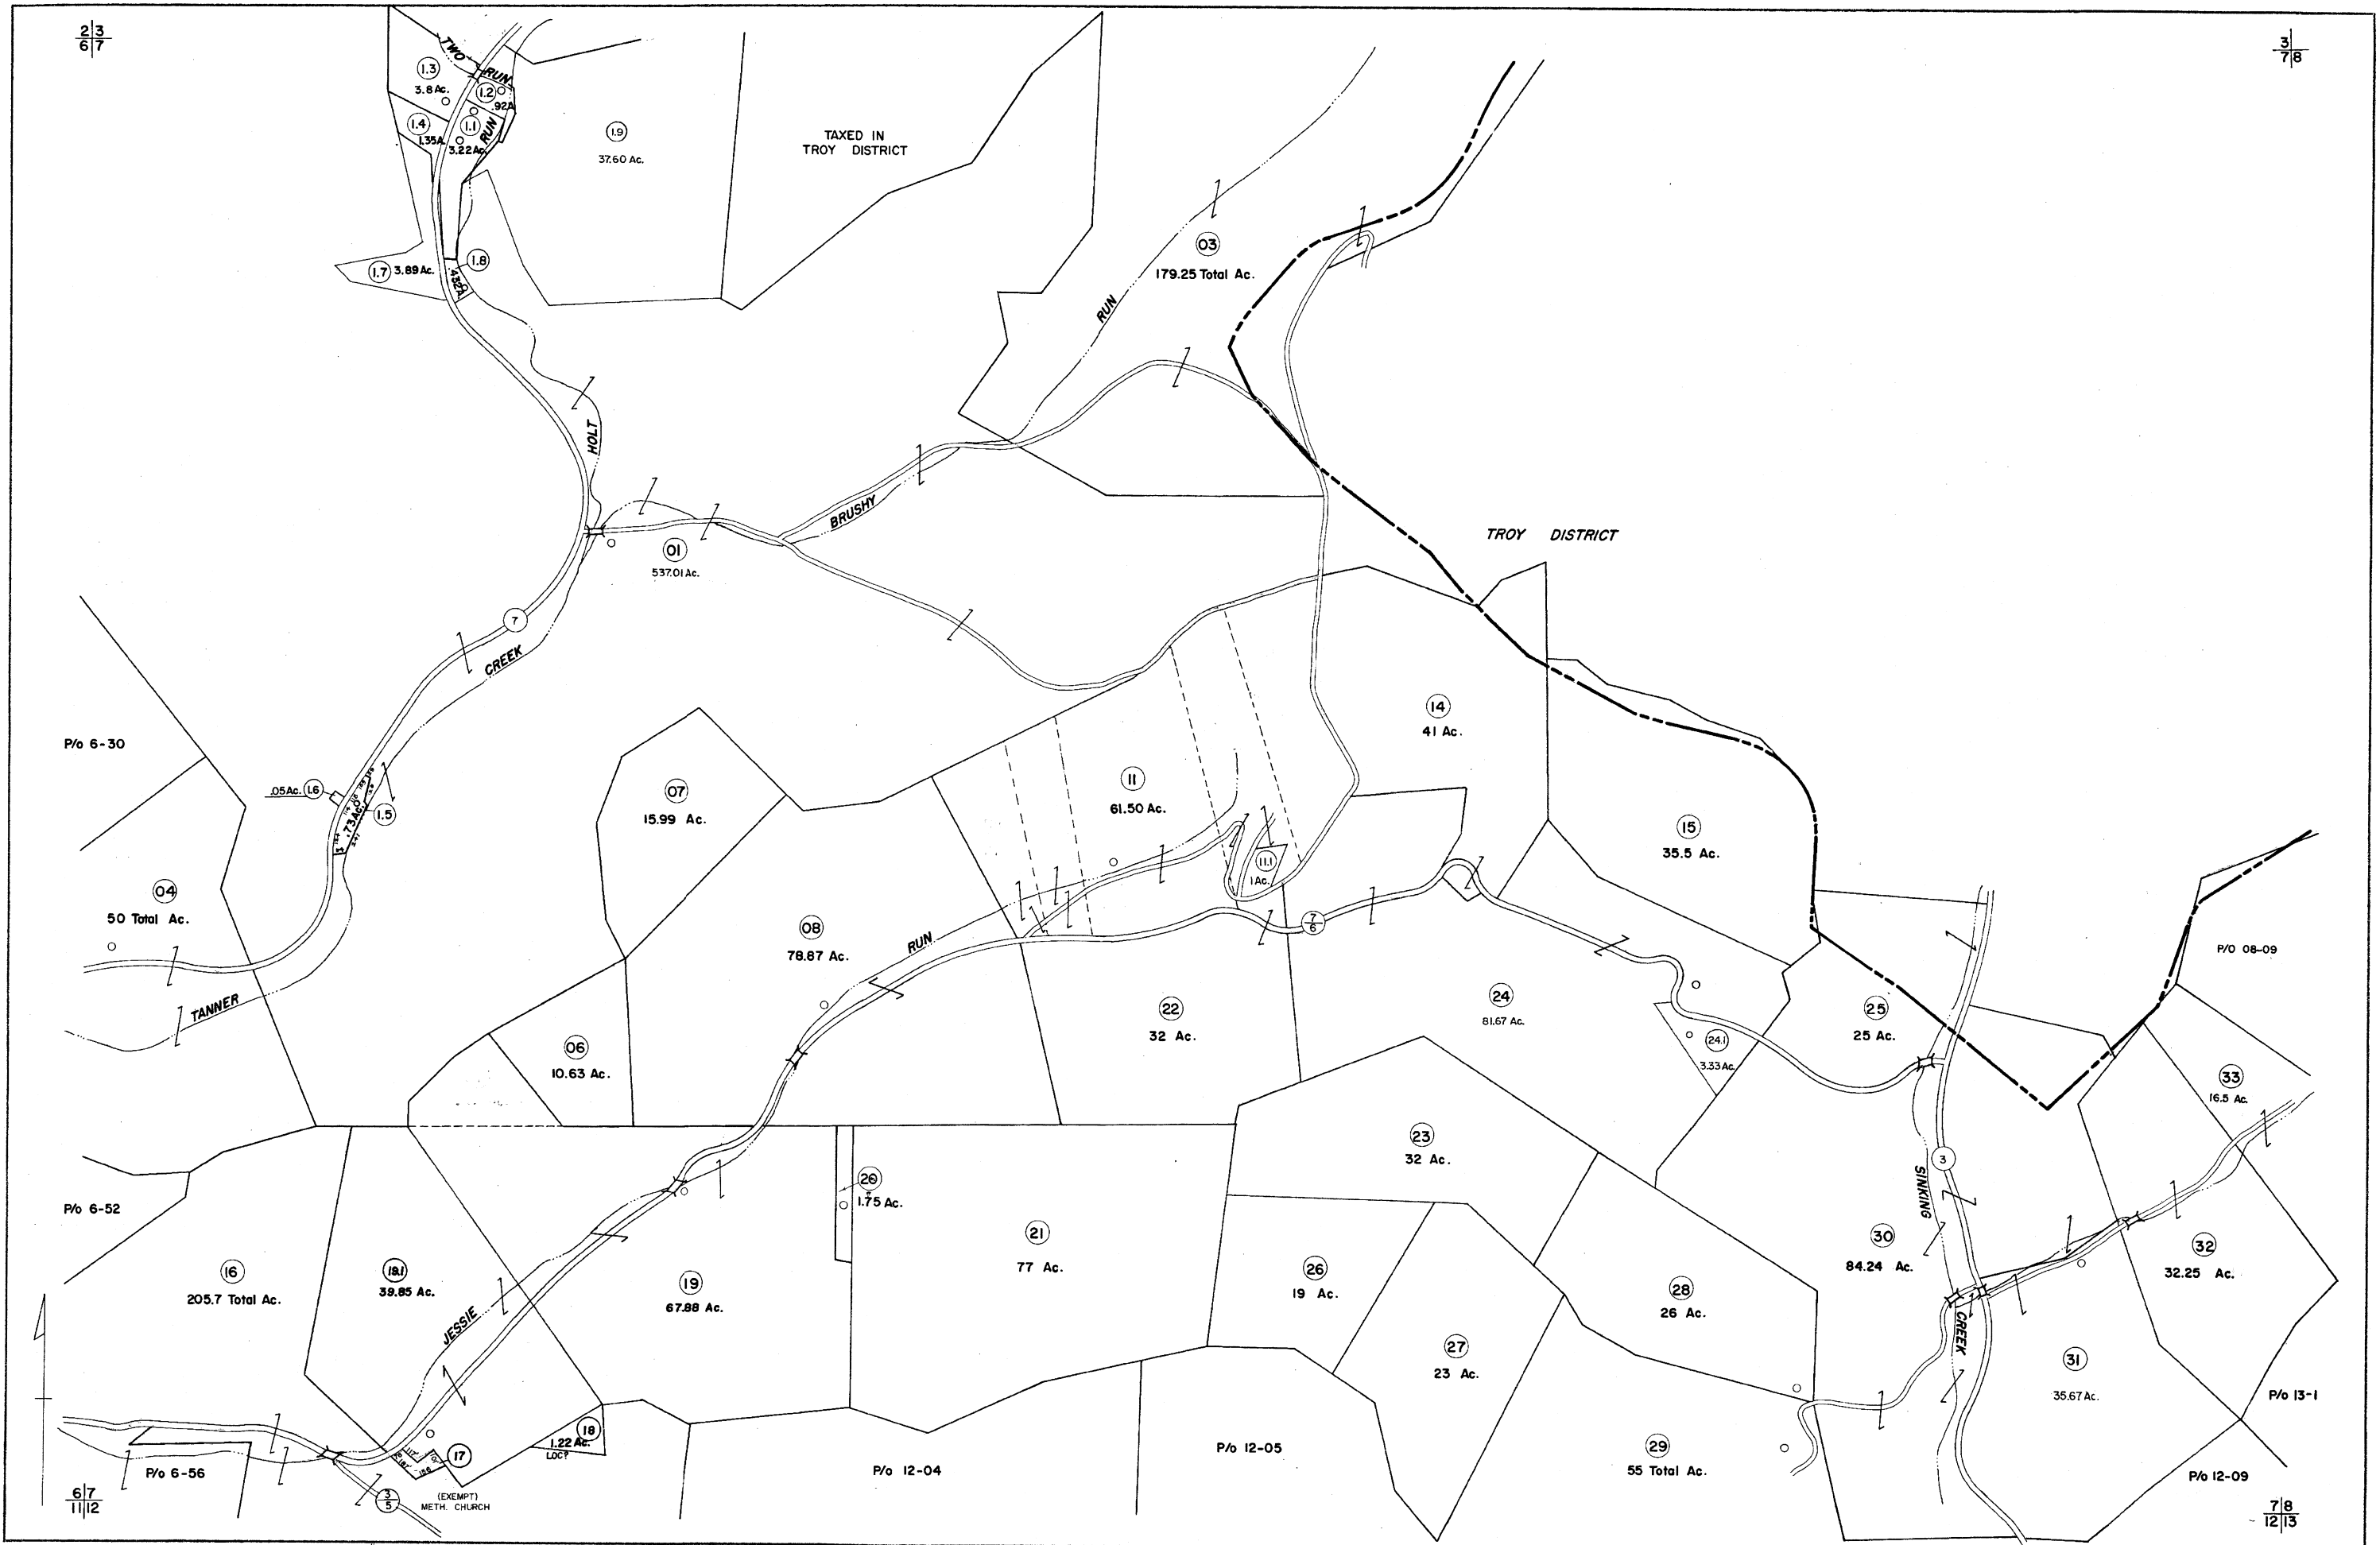 2|3
6|7
3
7|8
TWO
RUN
1.3
3.8 Ac.
1.2
.92A
1.4
1.35A.
1.1
3.22 Ac.
RUN
1.9
37.60 Ac.
TAXED IN
TROY DISTRICT
03
179.25 Total Ac.
RUN
1.7
3.89 Ac.
1.8
.432A.
HOLT
BRUSHY
01
537.01 Ac.
TROY DISTRICT
7
CREEK
P/o 6-30
14
41 Ac.
.05 Ac.
1.6
.73 Ac.
1.5
07
15.99 Ac.
11
61.50 Ac.
11.1
1 Ac.
15
35.5 Ac.
04
50 Total Ac.
08
78.87 Ac.
RUN
7
6
P/O 08-09
TANNER
22
32 Ac.
24
81.67 Ac.
24.1
3.33 Ac.
25
25 Ac.
06
10.63 Ac.
33
16.5 Ac.
23
32 Ac.
3
SINKING
P/o 6-52
20
1.75 Ac.
16
205.7 Total Ac.
19.1
39.85 Ac.
19
67.88 Ac.
21
77 Ac.
26
19 Ac.
28
26 Ac.
30
84.24 Ac.
32
32.25 Ac.
JESSIE
CREEK
27
23 Ac.
31
35.67 Ac.
P/o 13-1
18
1.22 Ac.
LOC?
17
P/o 6-56
P/o 12-04
P/o 12-05
29
55 Total Ac.
P/o 12-09
6|7
11|12
3
5
(EXEMPT)
METH. CHURCH
7|8
12|13